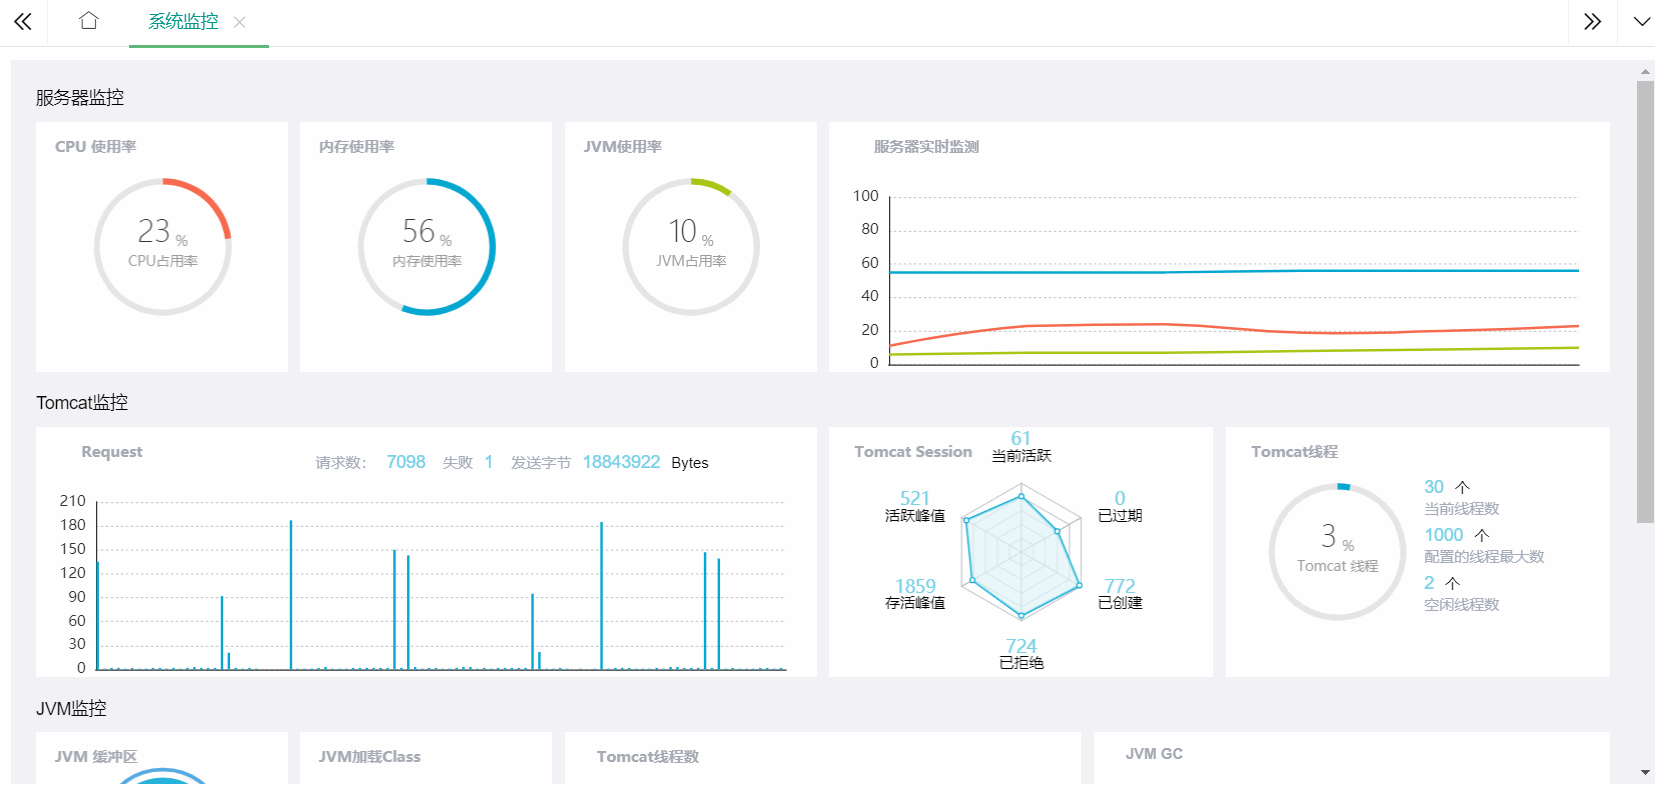 系统监控
服务器监控
CPU 使用率
23 %
CPU占用率
内存使用率
56 %
内存使用率
JVM使用率
10 %
JVM占用率
服务器实时监测
100
80
60
40
20
0
Tomcat监控
Request
请求数： 7098 失败 1 发送字节 18843922 Bytes
210
180
150
120
90
60
30
0
Tomcat Session
61
当前活跃
521
活跃峰值
0
已过期
1859
存活峰值
772
已创建
724
已拒绝
Tomcat线程
3 %
Tomcat 线程
30 个
当前线程数
1000 个
配置的线程最大数
2 个
空闲线程数
JVM监控
JVM 缓冲区
JVM加载Class
Tomcat线程数
JVM GC